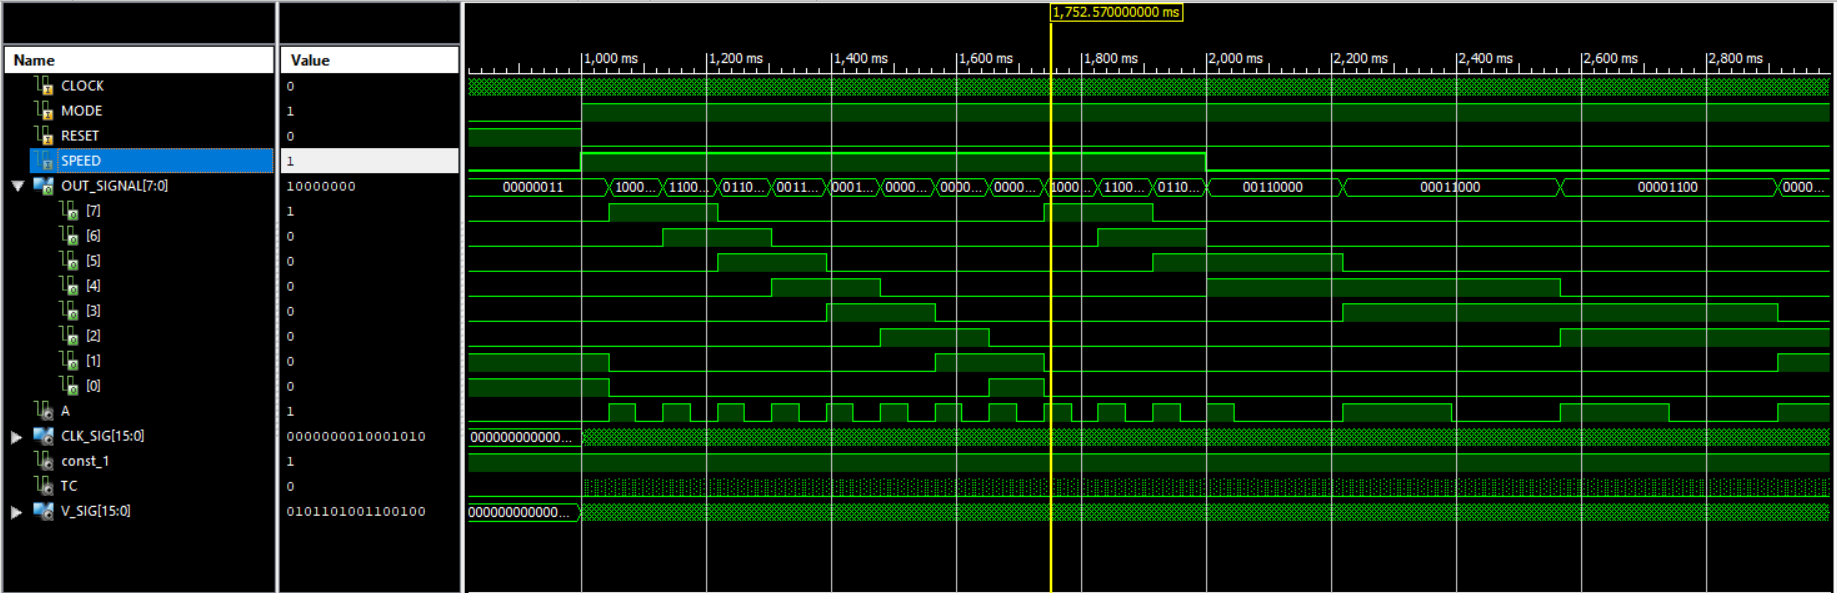 1,752.570000000 ms
Name Value
1,000 ms 1,200 ms 1,400 ms 1,600 ms 1,800 ms 2,000 ms 2,200 ms 2,400 ms 2,600 ms 2,800 ms
CLOCK 0
MODE 1
RESET 0
SPEED 1
OUT_SIGNAL[7:0] 10000000 00000011 1000... 1100... 0110... 0011... 0001... 0000... 0000... 0000... 1000... 1100... 0110... 00110000 00011000 00001100 0000...
[7] 1
[6] 0
[5] 0
[4] 0
[3] 0
[2] 0
[1] 0
[0] 0
A 1
CLK_SIG[15:0] 0000000010001010 000000000000...
const_1 1
TC 0
V_SIG[15:0] 0101101001100100 000000000000...